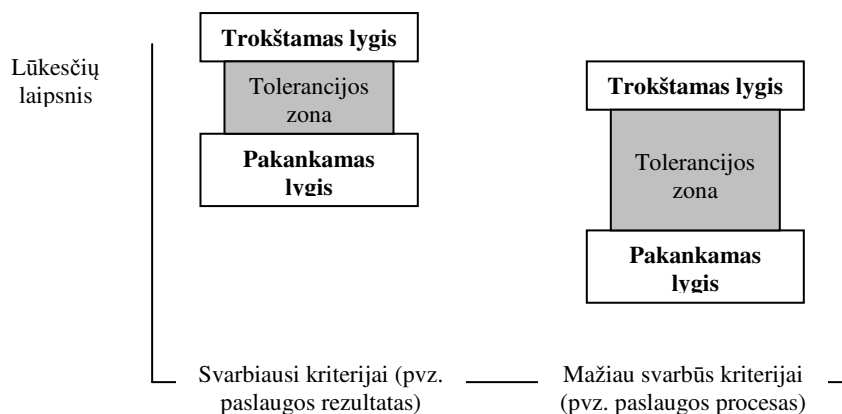 Lūkesčių
laipsnis
Trokštamas lygis
Tolerancijos
zona
Pakankamas
lygis
Trokštamas lygis
Tolerancijos
zona
Pakankamas
lygis
Svarbiausi kriterijai (pvz.
paslaugos rezultatas)
Mažiau svarbūs kriterijai
(pvz. paslaugos procesas)